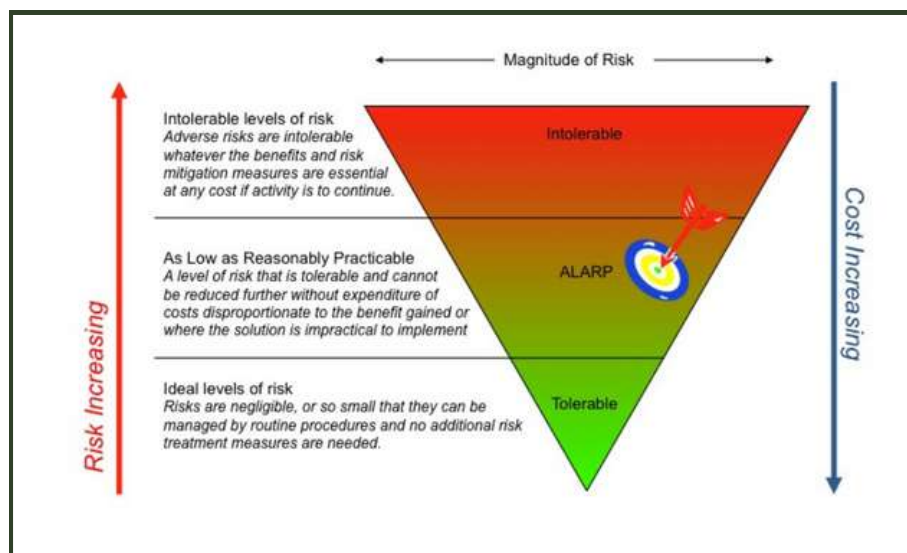 Magnitude of Risk
Intolerable levels of risk
Adverse risks are intolerable
whatever the benefits and risk
mitigation measures are essential
at any cost if activity is to continue.
Intolerable
As Low as Reasonably Practicable
A level of risk that is tolerable and cannot
be reduced further without expenditure of
costs disproportionate to the benefit gained or
where the solution is impractical to implement
ALARP
Ideal levels of risk
Risks are negligible, or so small that they can be
managed by routine procedures and no additional risk
treatment measures are needed.
Tolerable
Risk Increasing
Cost Increasing